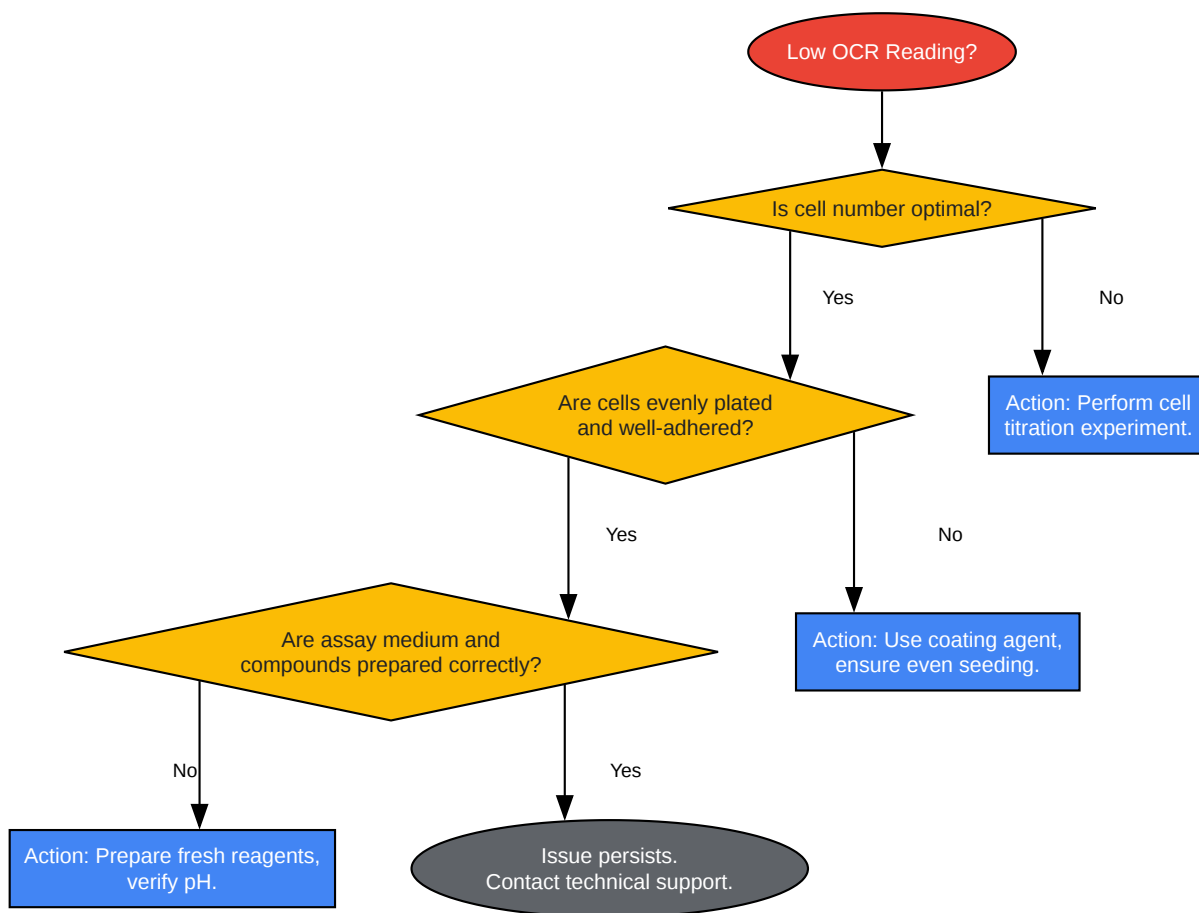 Low OCR Reading?
Is cell number optimal?
Yes
No
Are cells evenly plated
and well-adhered?
Action: Perform cell
titration experiment.
Yes
No
Are assay medium and
compounds prepared correctly?
Action: Use coating agent,
ensure even seeding.
No
Yes
Action: Prepare fresh reagents,
verify pH.
Issue persists.
Contact technical support.